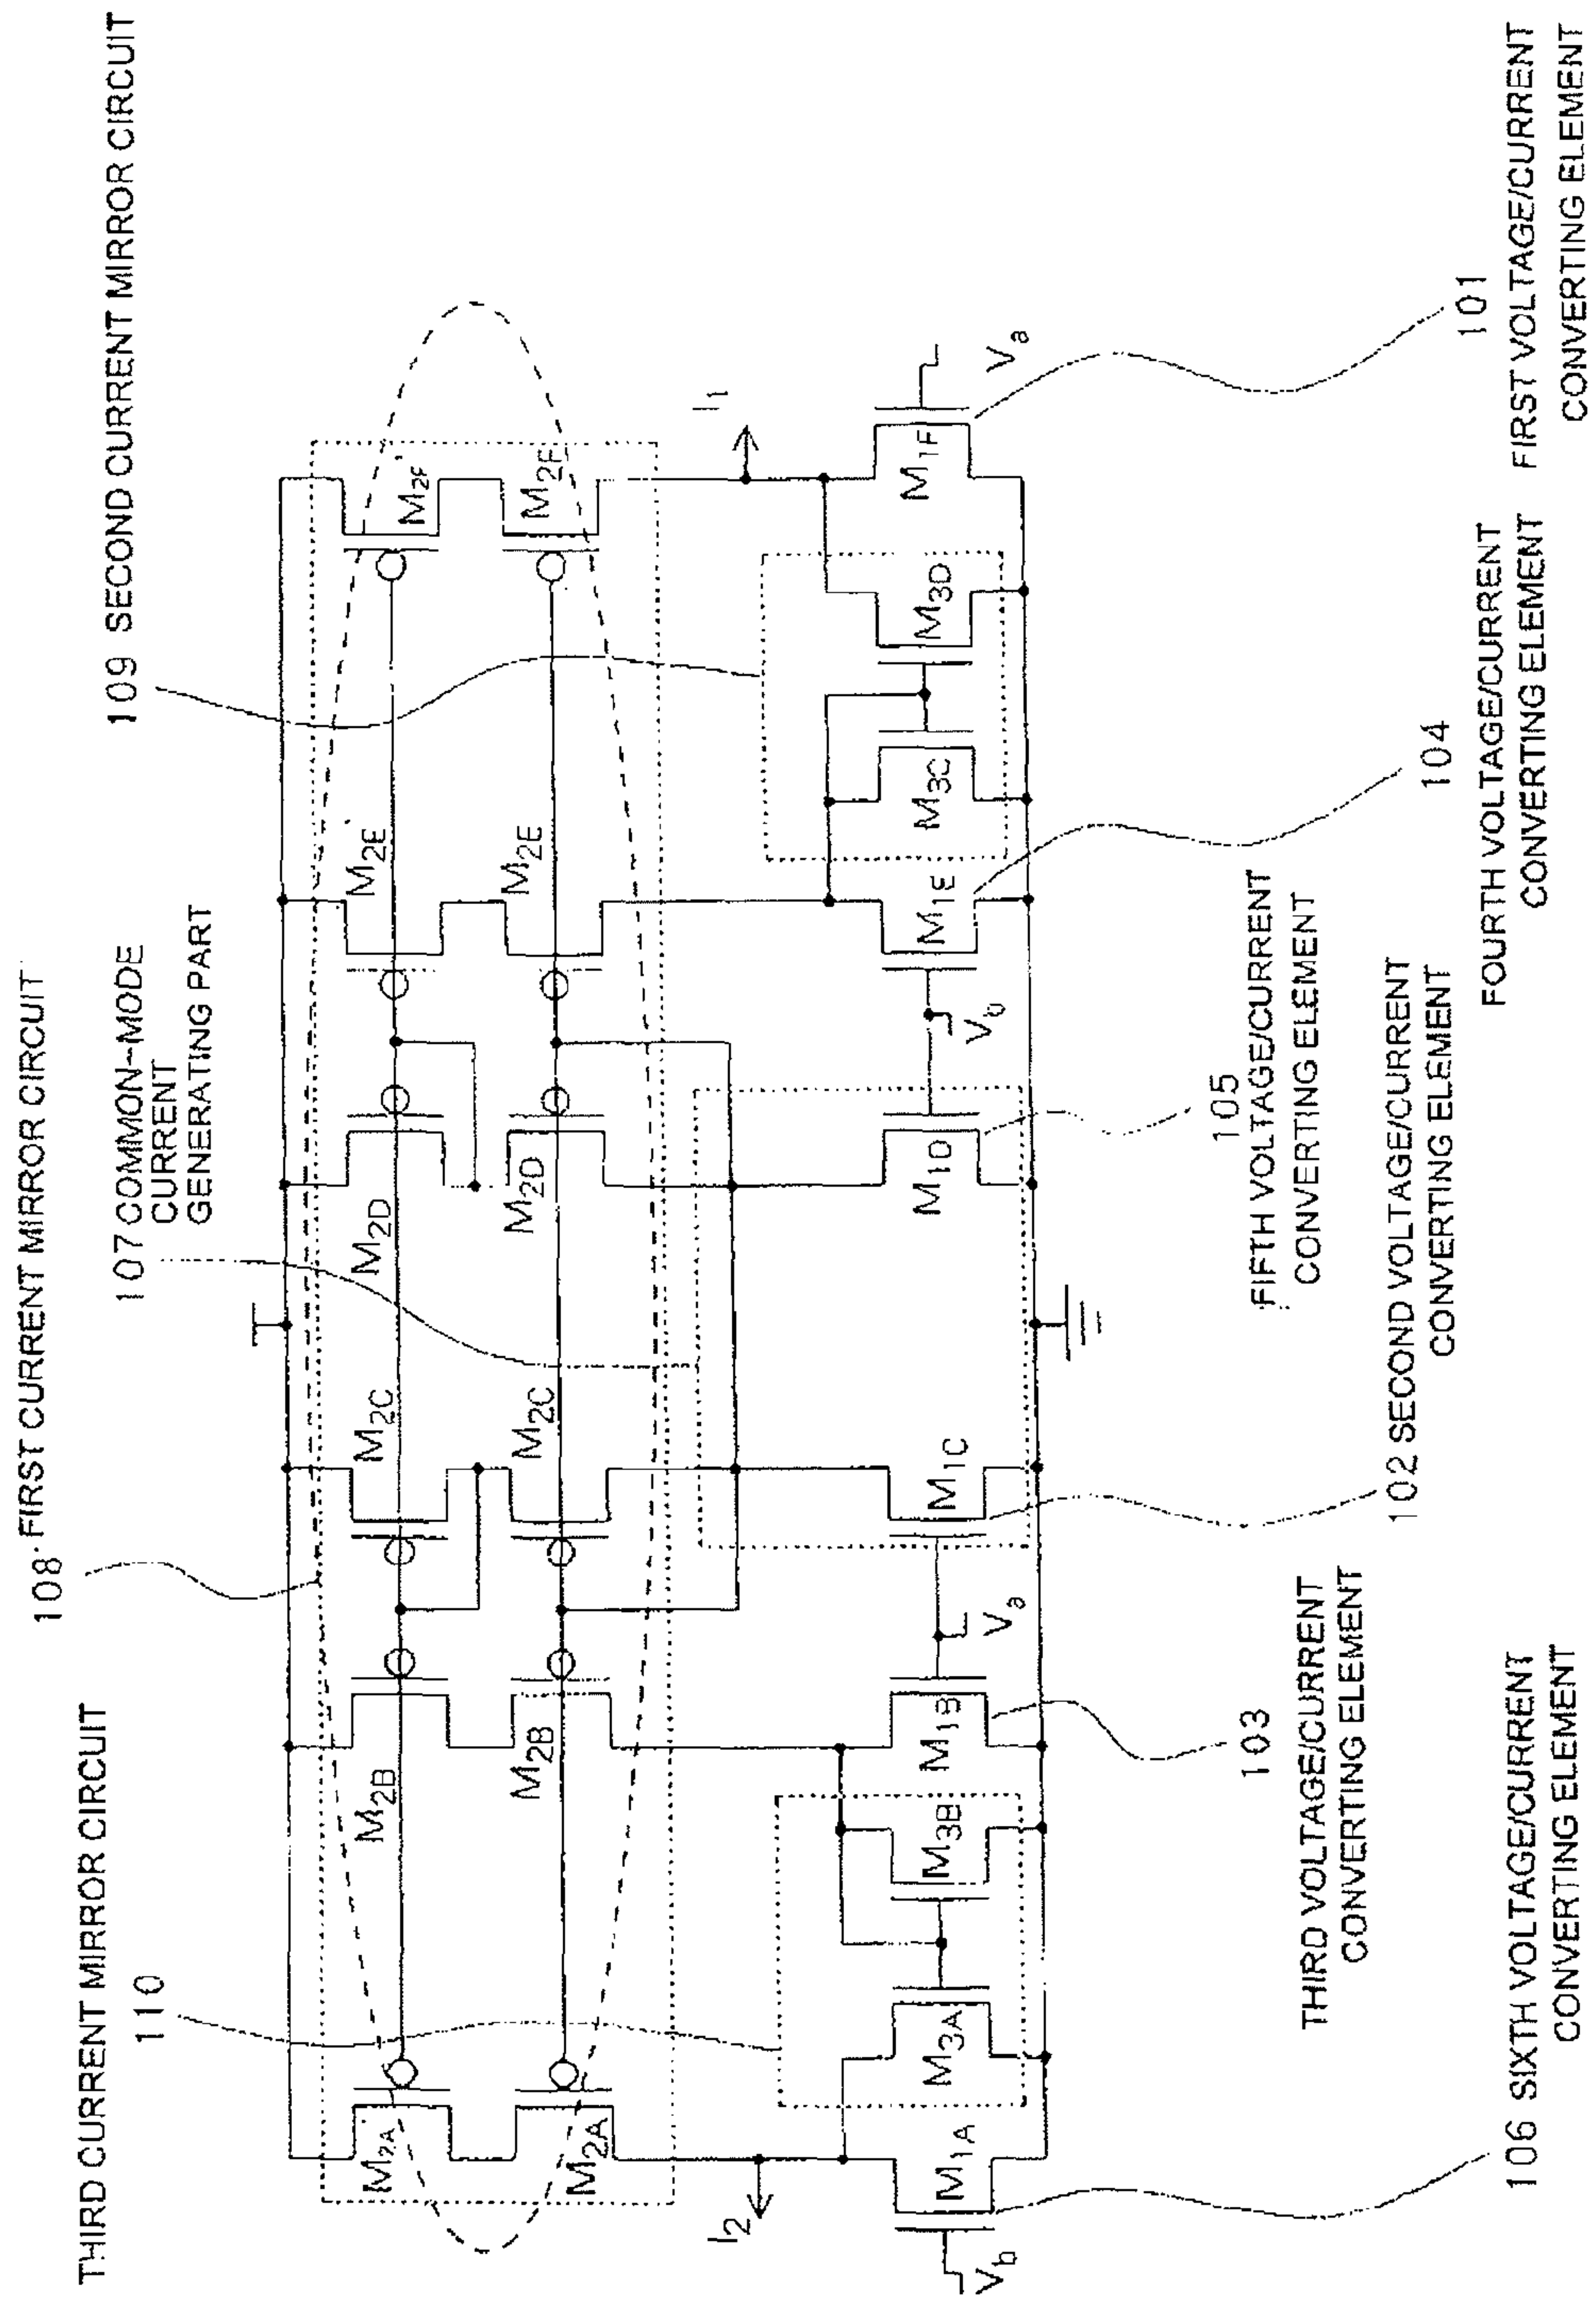 108 FIRST CURRENT MIRROR CIRCUIT
THIRD CURRENT MIRROR CIRCUIT
110
107 COMMON-MODE
CURRENT
GENERATING PART
109 SECOND CURRENT MIRROR CIRCUIT
M2A
M2B
M2C
M2D
M2E
M2F
M2A
M2B
M2C
M2D
M2E
M2F
I2
I1
M1A
M3A
M3B
M1B
M1C
M1D
M1E
M3C
M3D
M1F
Vb
Va
Vb
Va
106 SIXTH VOLTAGE/CURRENT
CONVERTING ELEMENT
103
THIRD VOLTAGE/CURRENT
CONVERTING ELEMENT
102 SECOND VOLTAGE/CURRENT
CONVERTING ELEMENT
105
FIFTH VOLTAGE/CURRENT
CONVERTING ELEMENT
104
FOURTH VOLTAGE/CURRENT
CONVERTING ELEMENT
101
FIRST VOLTAGE/CURRENT
CONVERTING ELEMENT